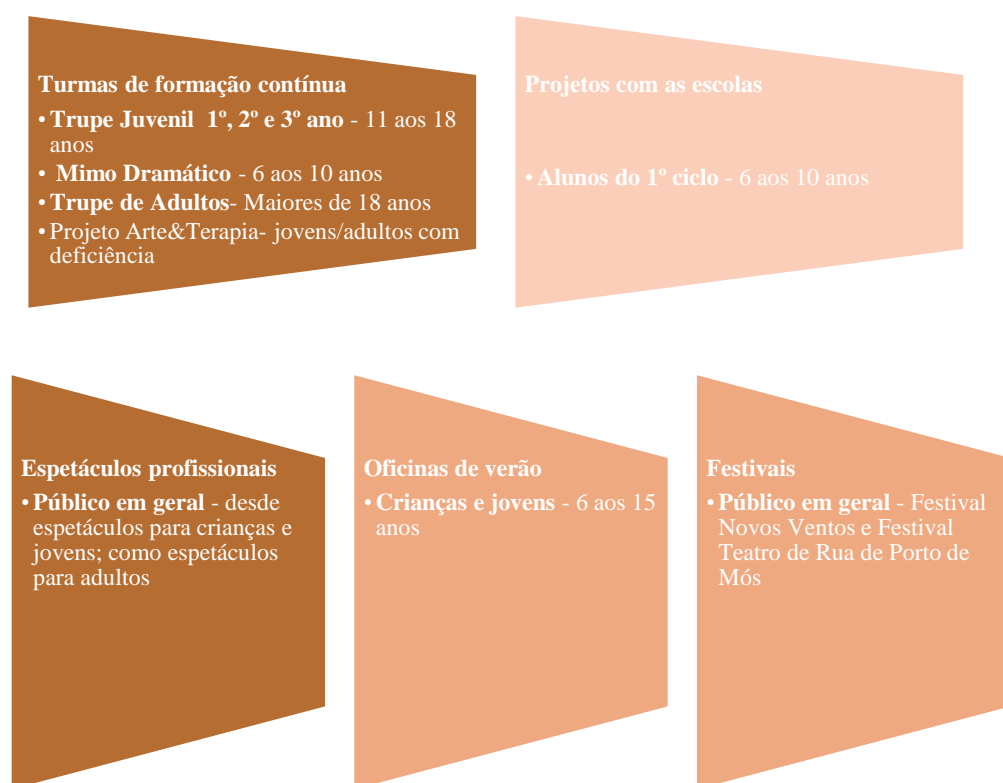 Turmas de formação contínua
• Trupe Juvenil 1º, 2º e 3º ano - 11 aos 18
anos
• Mimo Dramático - 6 aos 10 anos
• Trupe de Adultos- Maiores de 18 anos
• Projeto Arte&Terapia- jovens/adultos com
deficiência
Projetos com as escolas
• Alunos do 1º ciclo - 6 aos 10 anos
Espetáculos profissionais
• Público em geral - desde
espetáculos para crianças e
jovens; como espetáculos
para adultos
Oficinas de verão
• Crianças e jovens - 6 aos 15
anos
Festivais
• Público em geral - Festival
Novos Ventos e Festival
Teatro de Rua de Porto de
Mós